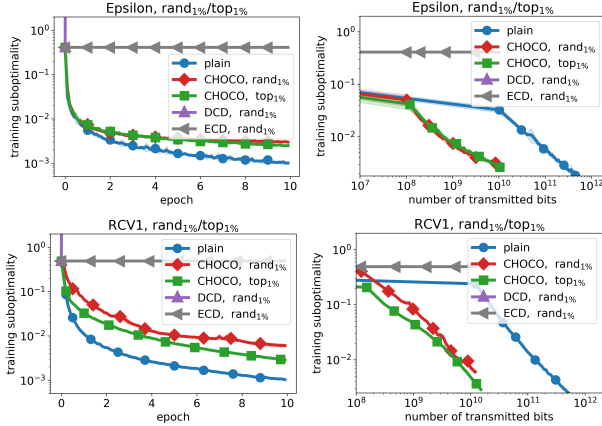 Epsilon, rand1%/top1%
training suboptimality
10^0
10^-1
10^-2
10^-3
plain
CHOCO, rand1%
CHOCO, top1%
DCD, rand1%
ECD, rand1%
0 2 4 6 8 10
epoch
Epsilon, rand1%/top1%
training suboptimality
10^0
10^-1
10^-2
plain
CHOCO, rand1%
CHOCO, top1%
DCD, rand1%
ECD, rand1%
10^7 10^8 10^9 10^10 10^11 10^12
number of transmitted bits
RCV1, rand1%/top1%
training suboptimality
10^0
10^-1
10^-2
10^-3
plain
CHOCO, rand1%
CHOCO, top1%
DCD, rand1%
ECD, rand1%
0 2 4 6 8 10
epoch
RCV1, rand1%/top1%
training suboptimality
10^0
10^-1
10^-2
plain
CHOCO, rand1%
CHOCO, top1%
DCD, rand1%
ECD, rand1%
10^8 10^9 10^10 10^11 10^12
number of transmitted bits